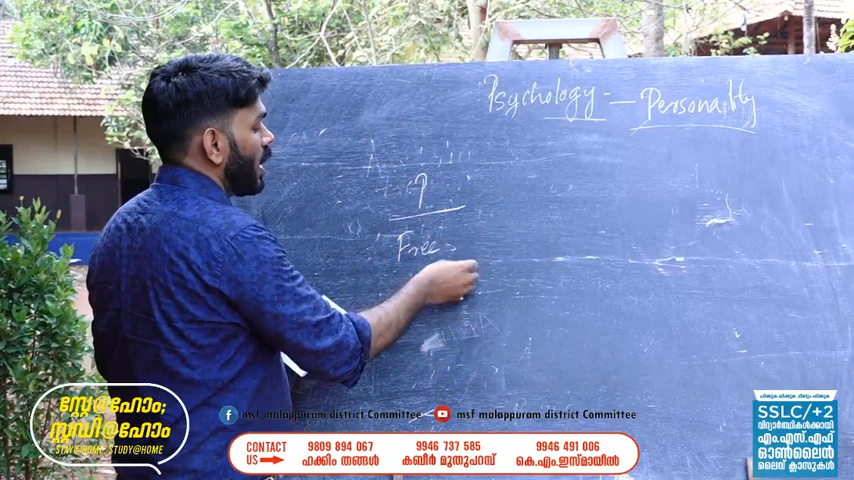 Psychology - Personality
?
Free
സ്റ്റേ@ഹോം;
സ്റ്റഡി@ഹോം
STAY@HOME; STUDY@HOME
msf malappuram district Committee
msf malappuram district Committee
CONTACT US
9809 894 067
ഹക്കീം തങ്ങൾ
9946 737 585
കബീർ മുതുപറമ്പ്
9946 491 006
കെ.എം.ഇസ്മായീൽ
SSLC/+2
വിദ്യാർത്ഥികൾക്കായി
എം.എസ്.എഫ്
ഓൺലൈൻ
ലൈവ് ക്ലാസുകൾ